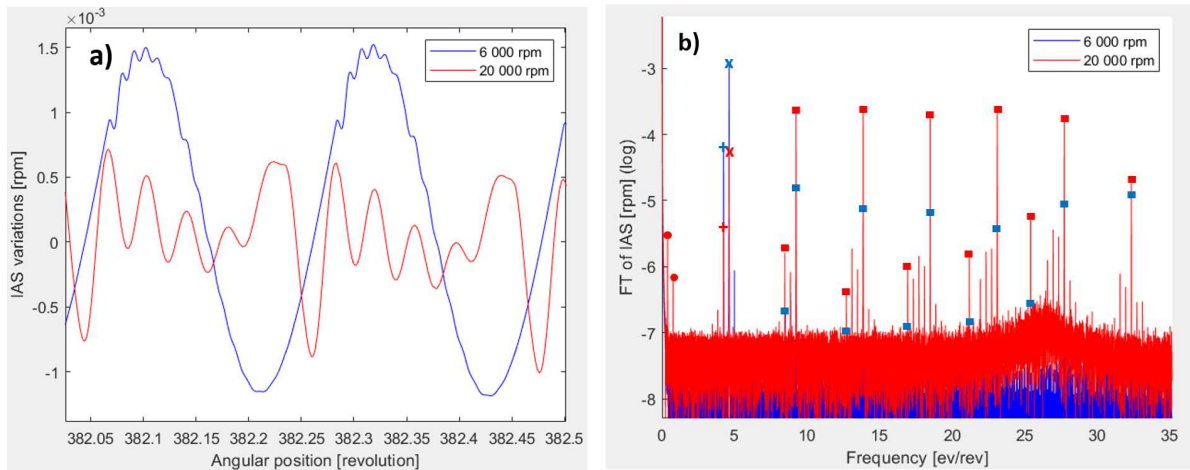 ×10⁻³
a)
6 000 rpm
20 000 rpm
1.5
1
0.5
0
-0.5
-1
IAS variations [rpm]
382.05 382.1 382.15 382.2 382.25 382.3 382.35 382.4 382.45 382.5
Angular position [revolution]
b)
6 000 rpm
20 000 rpm
-3
-4
-5
-6
-7
-8
FT of IAS [rpm] (log)
0 5 10 15 20 25 30 35
Frequency [ev/rev]